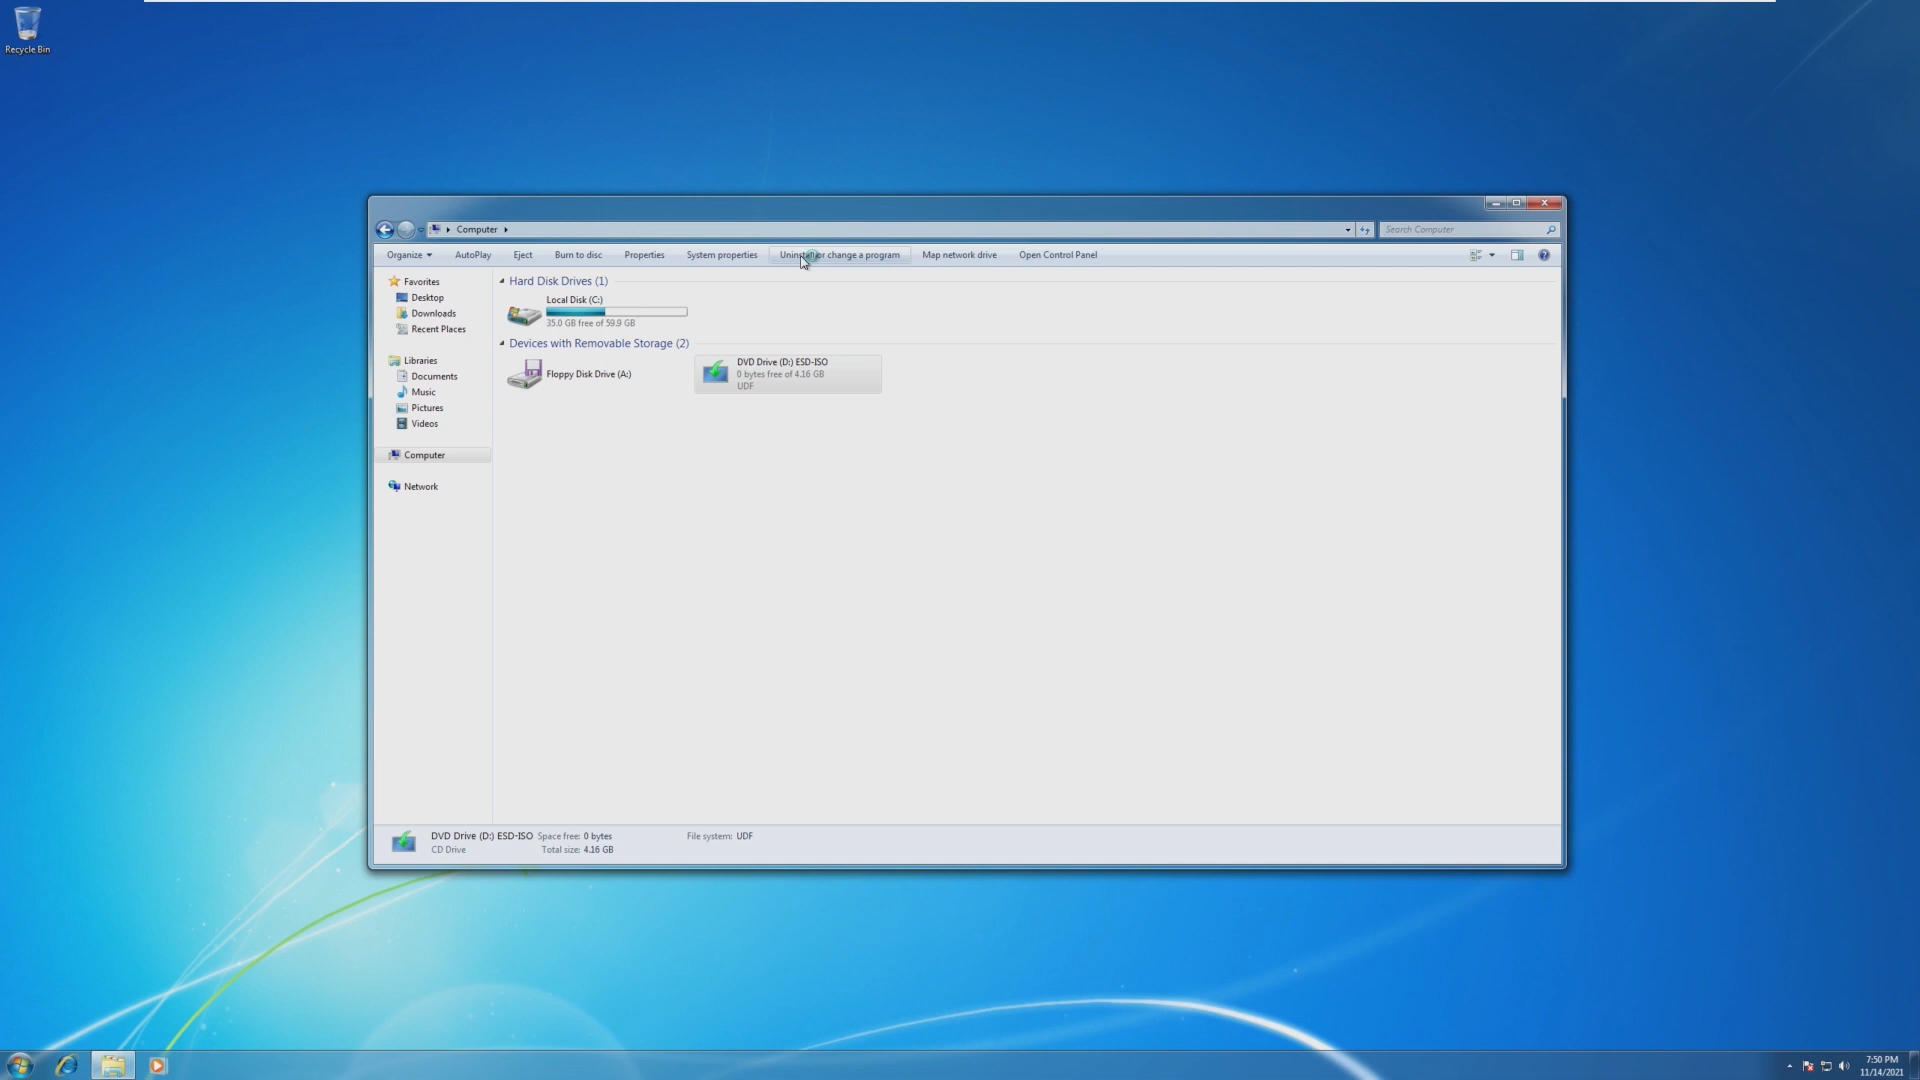 Recycle Bin
Computer
Search Computer
Organize AutoPlay Eject Burn to disc Properties System properties Uninstall or change a program Map network drive Open Control Panel
Favorites
Desktop
Downloads
Recent Places
Libraries
Documents
Music
Pictures
Videos
Computer
Network
Hard Disk Drives (1)
Local Disk (C:)
35.0 GB free of 59.9 GB
Devices with Removable Storage (2)
Floppy Disk Drive (A:)
DVD Drive (D:) ESD-ISO
0 bytes free of 4.16 GB
UDF
DVD Drive (D:) ESD-ISO Space free: 0 bytes File system: UDF
CD Drive Total size: 4.16 GB
7:50 PM
11/14/2021